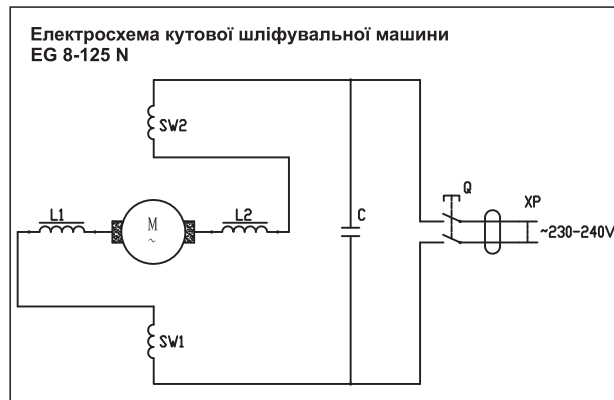 Електросхема кутової шліфувальної машини
EG 8-125 N
SW2
L1
M
~
L2
C
Q
XP
~230-240V
SW1